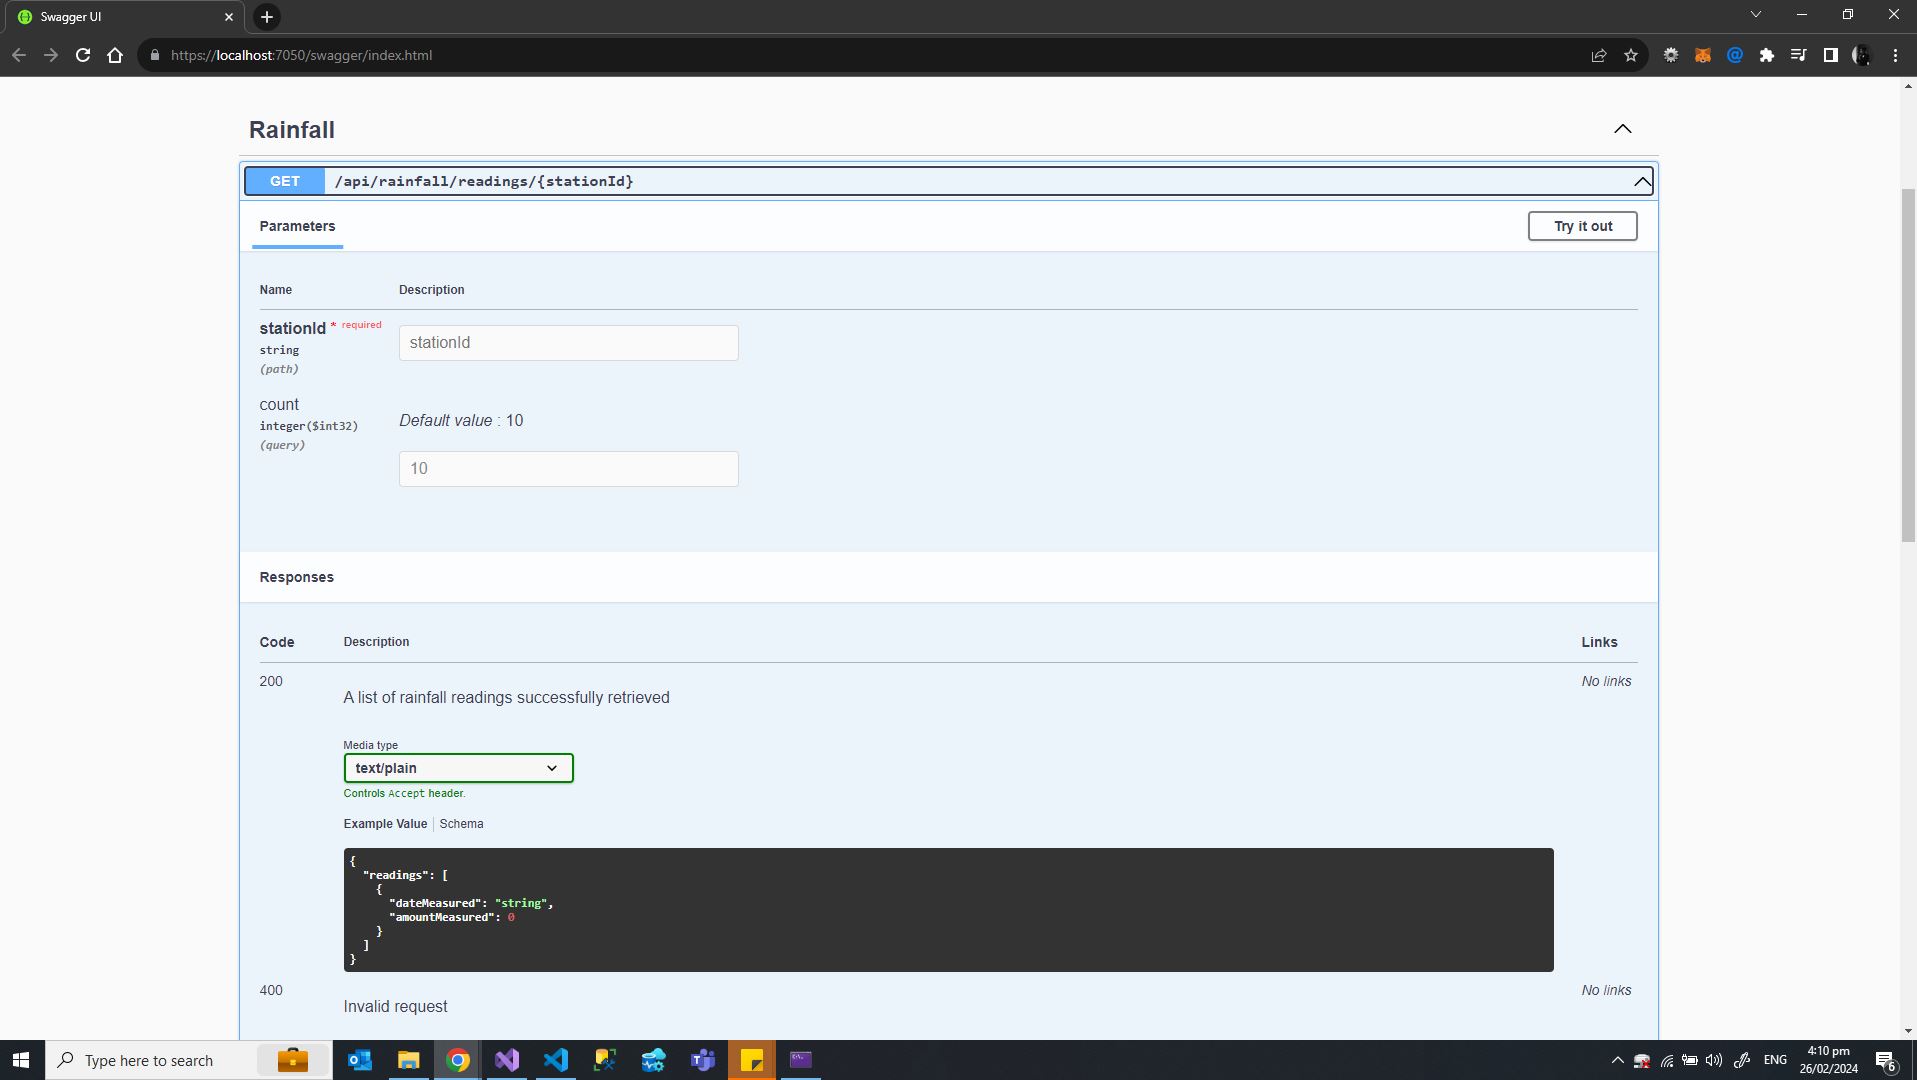 Swagger UI
https://localhost:7050/swagger/index.html
Rainfall
GET /api/rainfall/readings/{stationId}
Parameters
Try it out
Name Description
stationId * required
string
(path)
stationId
count
integer($int32)
(query)
Default value : 10
10
Responses
Code Description Links
200
A list of rainfall readings successfully retrieved
No links
Media type
text/plain
Controls Accept header.
Example Value Schema
{
"readings": [
{
"dateMeasured": "string",
"amountMeasured": 0
}
]
}
400
Invalid request
No links
Type here to search
ENG
4:10 pm
26/02/2024
6